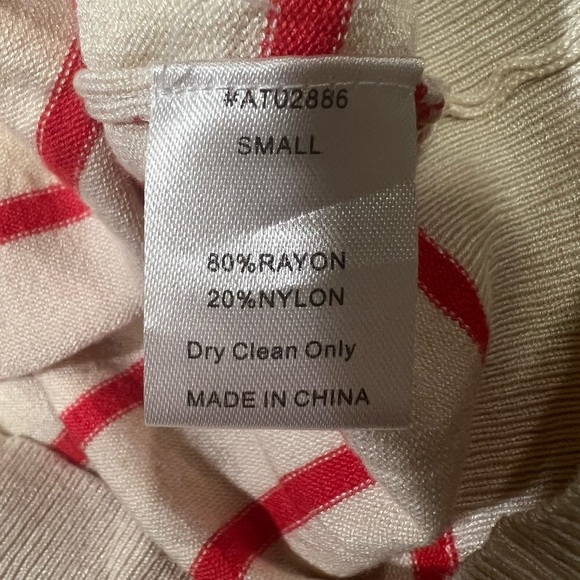 #ATU2886
SMALL
80%RAYON
20%NYLON
Dry Clean Only
MADE IN CHINA